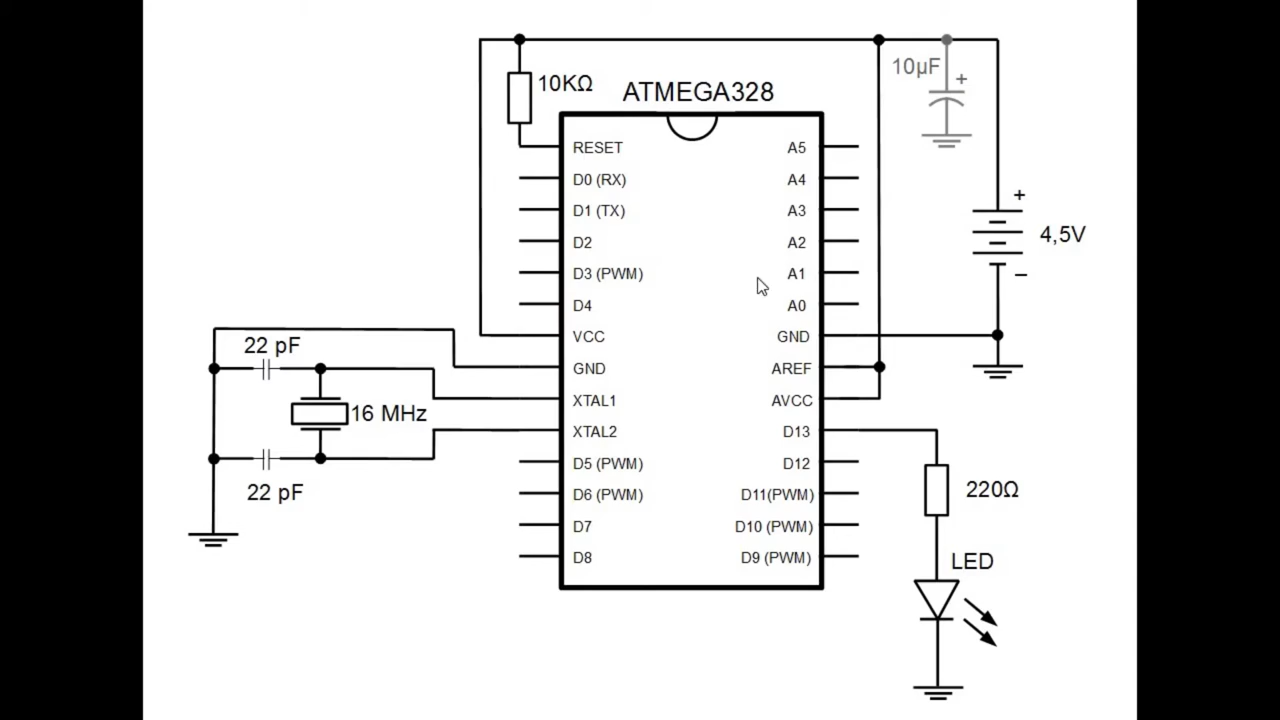 10µF
+
10KΩ
ATMEGA328
RESET
A5
D0 (RX)
A4
D1 (TX)
A3
+
D2
A2
4,5V
D3 (PWM)
A1
−
D4
A0
VCC
GND
22 pF
GND
AREF
XTAL1
AVCC
16 MHz
XTAL2
D13
D5 (PWM)
D12
22 pF
D6 (PWM)
D11(PWM)
220Ω
D7
D10 (PWM)
D8
D9 (PWM)
LED